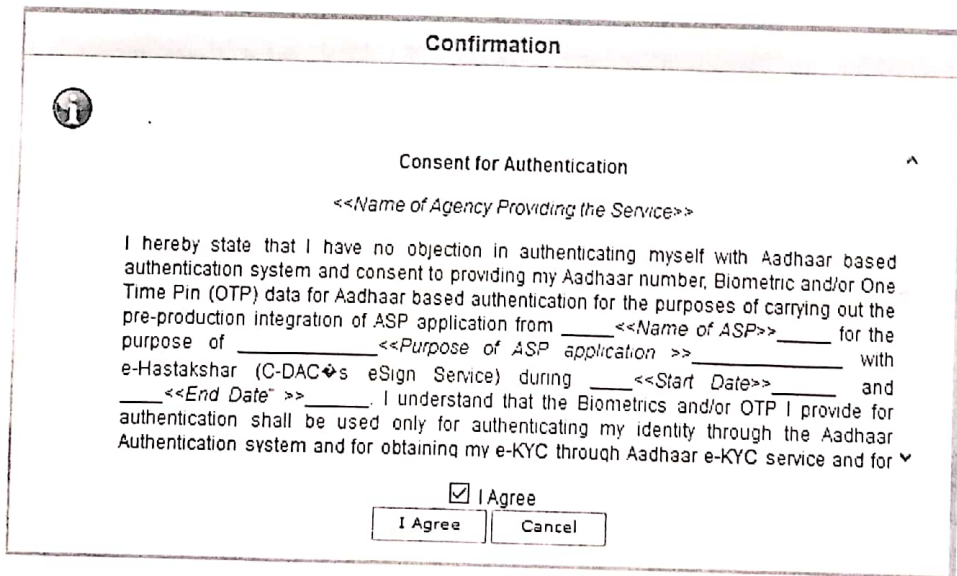 Confirmation
Consent for Authentication
<<Name of Agency Providing the Service>>
I hereby state that I have no objection in authenticating myself with Aadhaar based
authentication system and consent to providing my Aadhaar number, Biometric and/or One
Time Pin (OTP) data for Aadhaar based authentication for the purposes of carrying out the
pre-production integration of ASP application from _____<<Name of ASP>>_____ for the
purpose of _____________<<Purpose of ASP application >>______________ with
e-Hastakshar (C-DAC�s eSign Service) during ____<<Start Date>>______ and
____<<End Date" >>______. I understand that the Biometrics and/or OTP I provide for
authentication shall be used only for authenticating my identity through the Aadhaar
Authentication system and for obtaining my e-KYC through Aadhaar e-KYC service and for
I Agree
I Agree Cancel